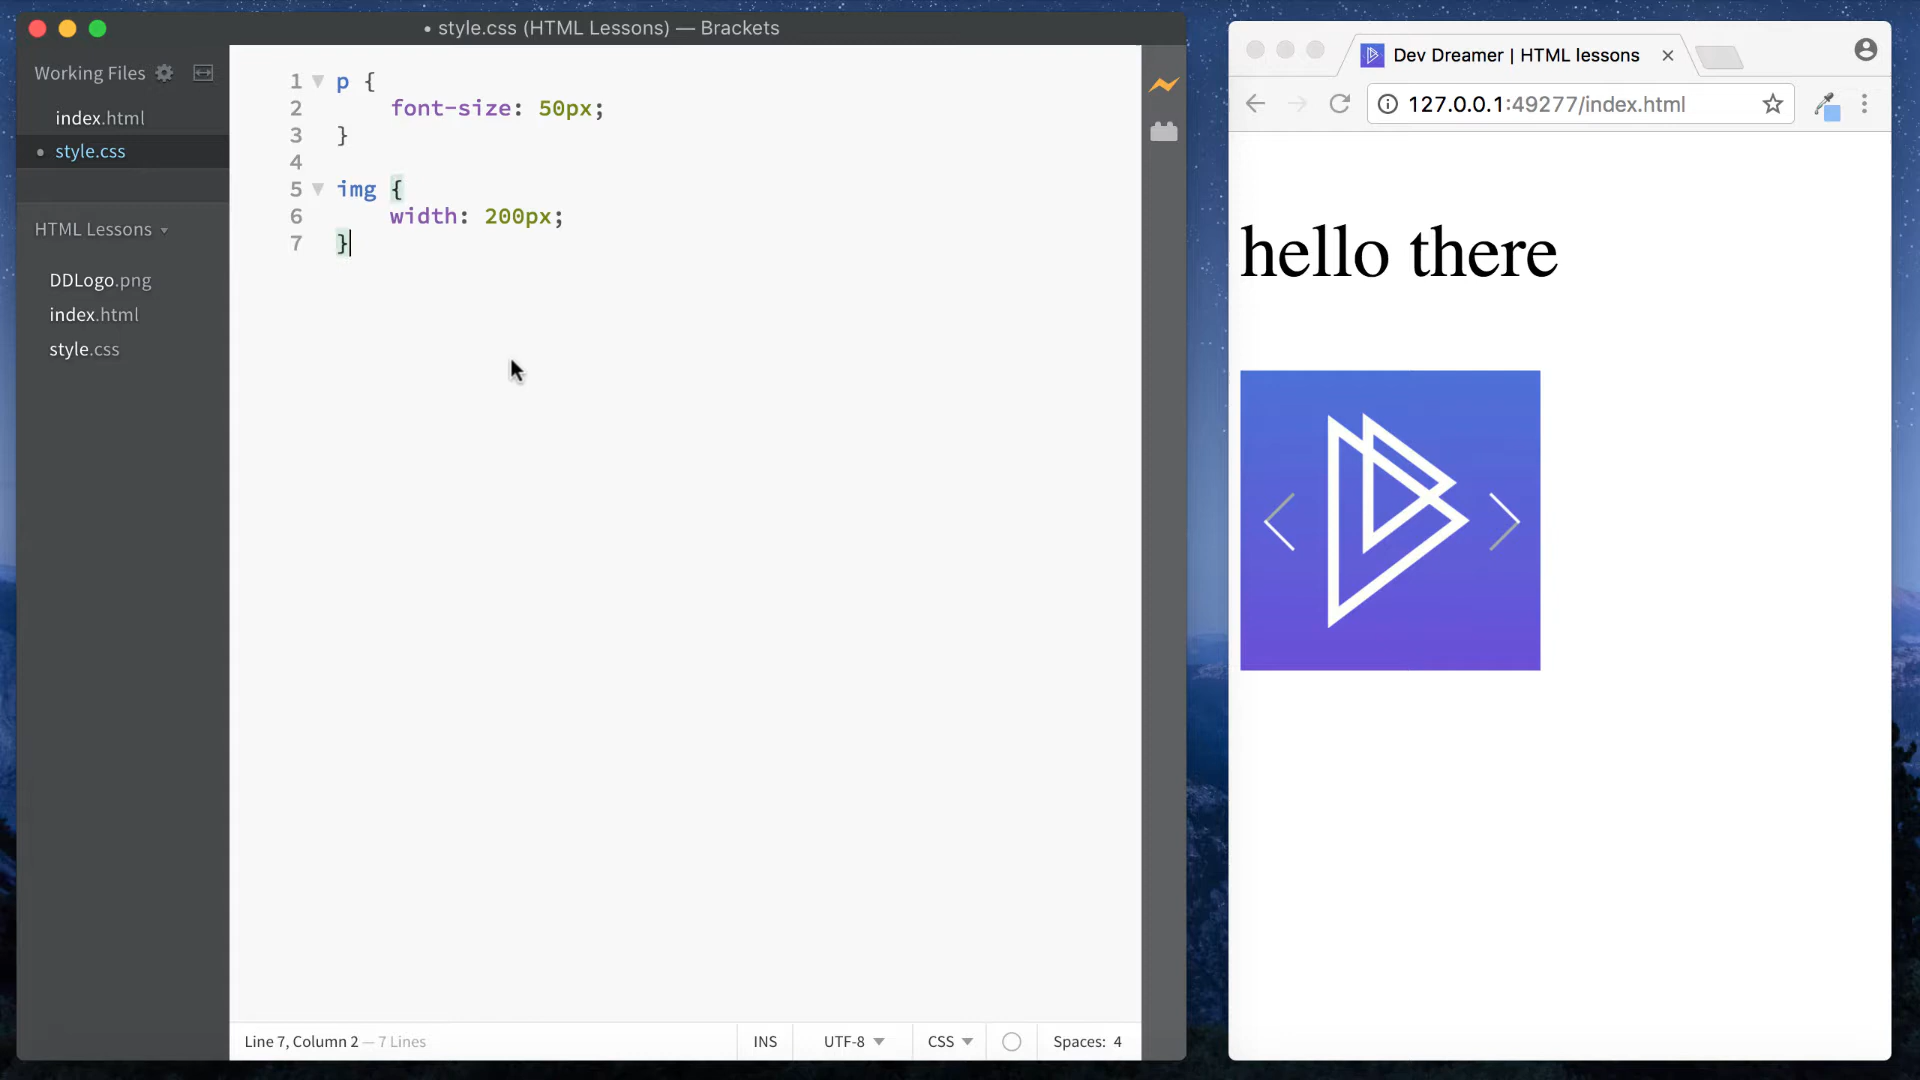 • style.css (HTML Lessons) — Brackets
Working Files
index.html
• style.css
HTML Lessons
DDLogo.png
index.html
style.css
1 p {
2 font-size: 50px;
3 }
4
5 img {
6 width: 200px;
7 }
Line 7, Column 2 — 7 Lines
INS
UTF-8
CSS
Spaces: 4
Dev Dreamer | HTML lessons
127.0.0.1:49277/index.html
hello there